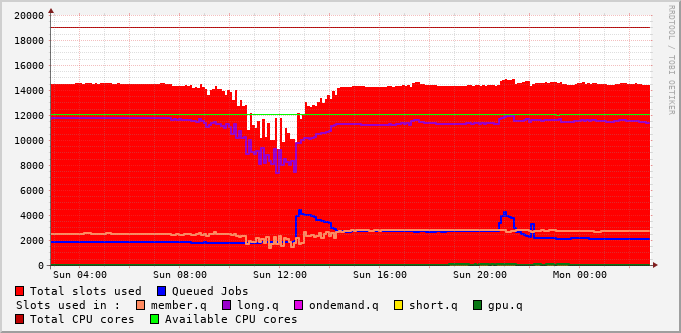 RRDTOOL / TOBI OETIKER
20000
18000
16000
14000
12000
10000
8000
6000
4000
2000
0
Sun 04:00 Sun 08:00 Sun 12:00 Sun 16:00 Sun 20:00 Mon 00:00
Total slots used Queued Jobs
Slots used in : member.q long.q ondemand.q short.q gpu.q
Total CPU cores Available CPU cores